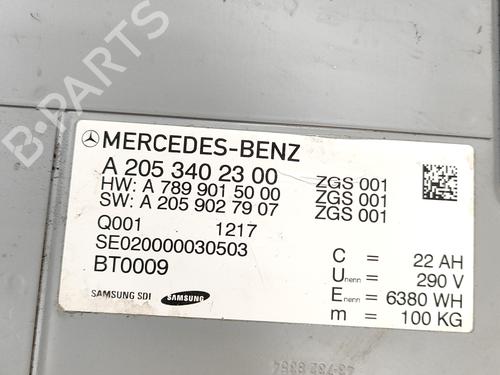 B-PARTS
MERCEDES-BENZ
A 205 340 23 00 ZGS 001
HW: A 789 901 50 00 ZGS 001
SW: A 205 902 79 07 ZGS 001
Q001 1217
SE020000030503
BT0009
C = 22 AH
Unenn = 290 V
Enenn = 6380 WH
m = 100 KG
SAMSUNG SDI SAMSUNG